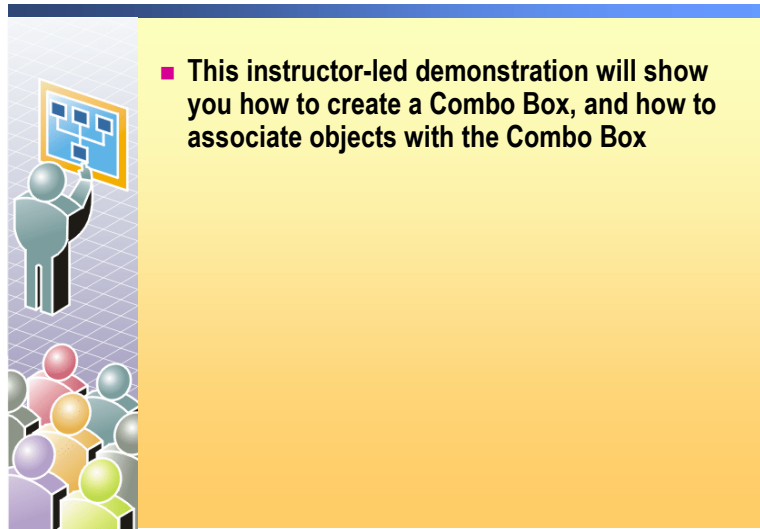 This instructor-led demonstration will show
you how to create a Combo Box, and how to
associate objects with the Combo Box